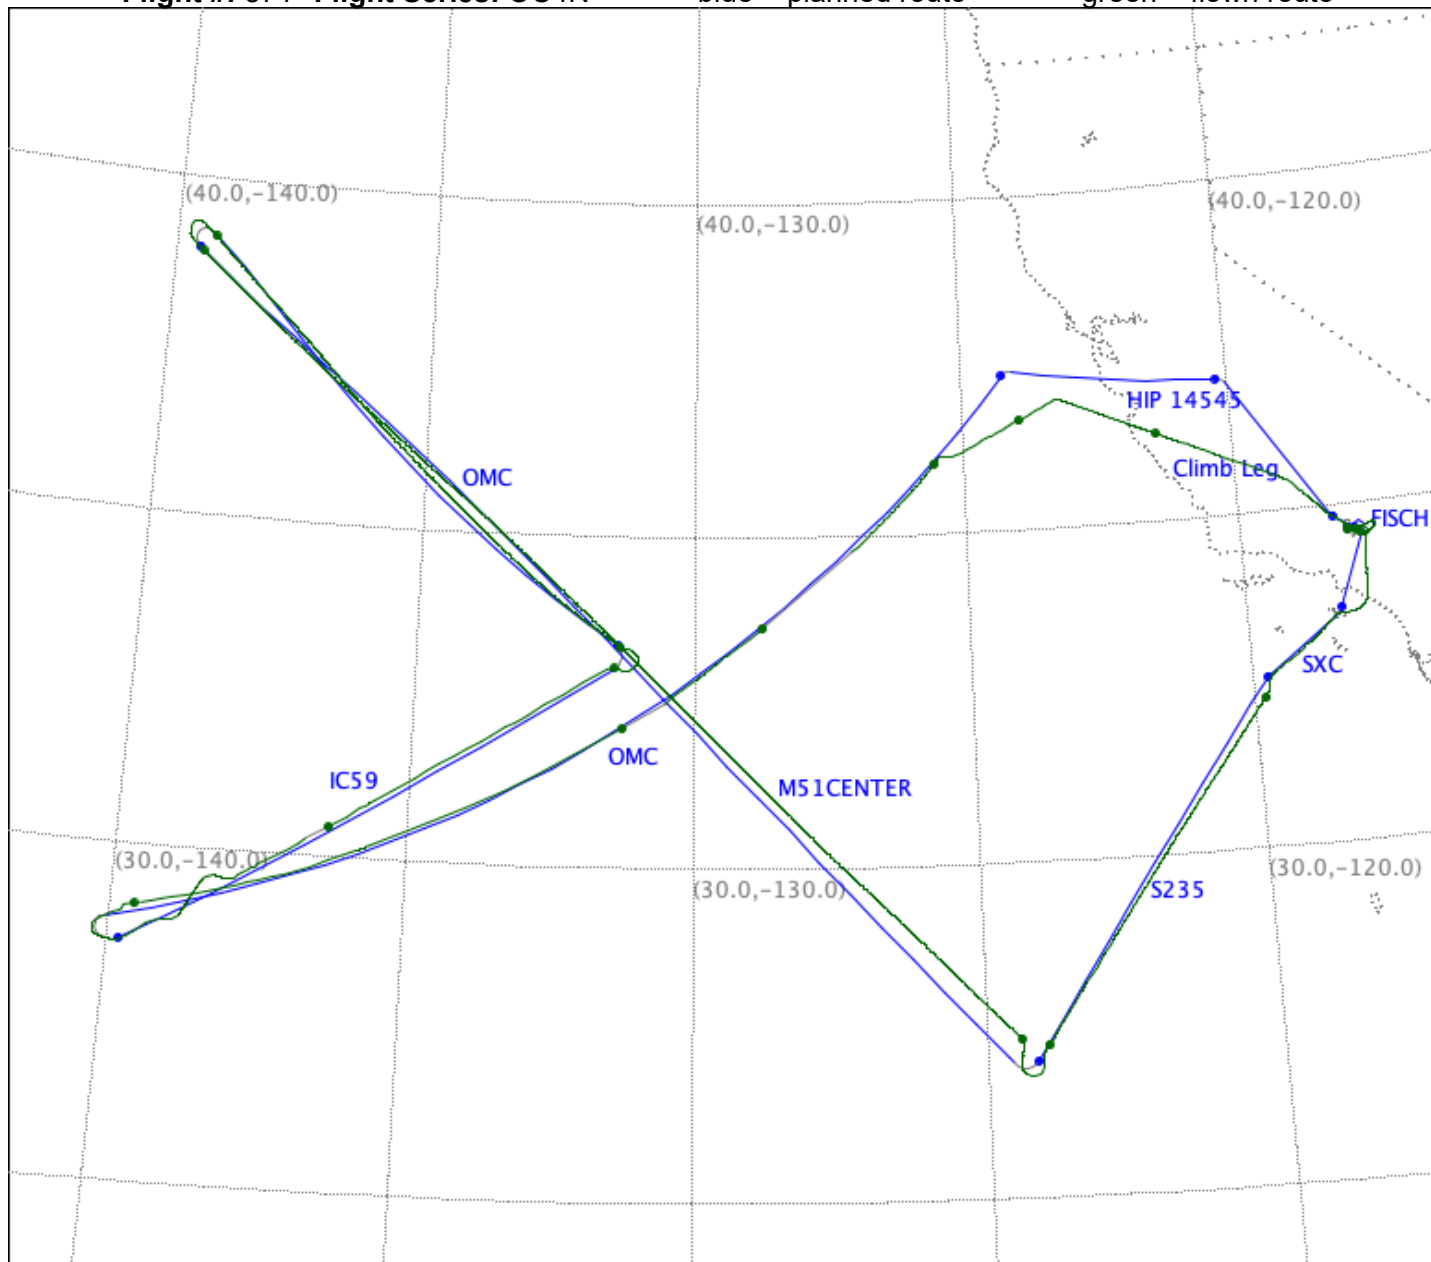 (40.0,-140.0)
(40.0,-120.0)
(40.0,-130.0)
HIP 14545
Climb Leg
OMC
FISCH
SXC
OMC
IC59
M51CENTER
(30.0,-140.0)
(30.0,-120.0)
(30.0,-130.0)
S235